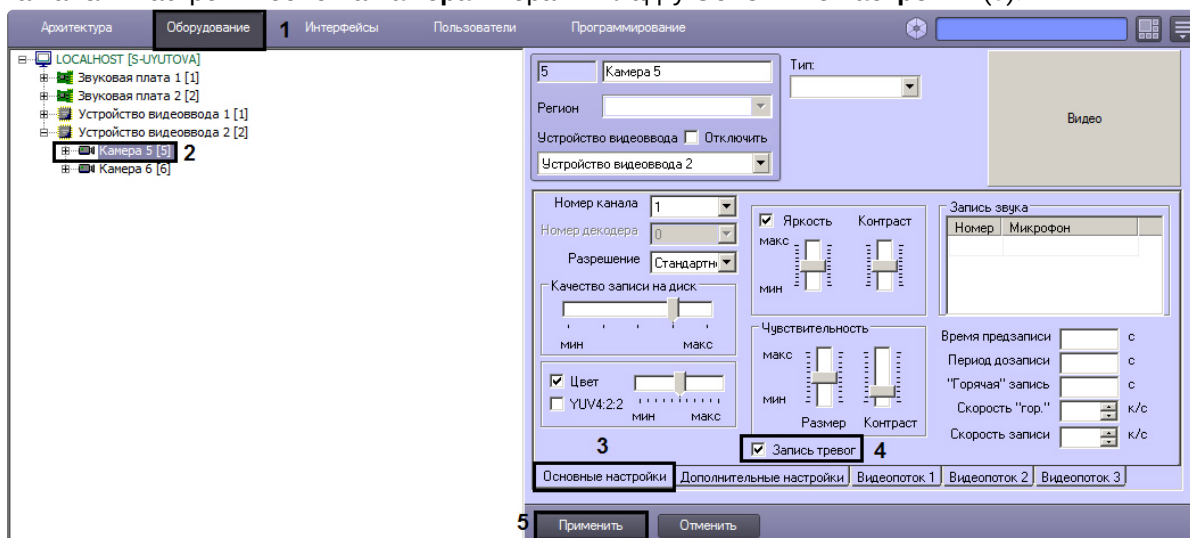 Архитектура Оборудование 1 Интерфейсы Пользователи Программирование
LOCALHOST [S-UYUTOVA]
Звуковая плата 1 [1]
Звуковая плата 2 [2]
Устройство видеоввода 1 [1]
Устройство видеоввода 2 [2]
Камера 5 [5] 2
Камера 6 [6]
5 Камера 5
Тип:
Регион
Устройство видеоввода Отключить
Устройство видеоввода 2
Видео
Номер канала 1
Номер декодера 0
Разрешение Стандартн
Качество записи на диск
мин макс
Цвет
YUV4:2:2
мин макс
3
Яркость Контраст
макс
мин
Чувствительность
макс
мин
Размер Контраст
Запись тревог 4
Запись звука
Номер Микрофон
Время предзаписи с
Период дозаписи с
"Горячая" запись с
Скорость "гор." к/с
Скорость записи к/с
Основные настройки Дополнительные настройки Видеопоток 1 Видеопоток 2 Видеопоток 3
5 Применить Отменить